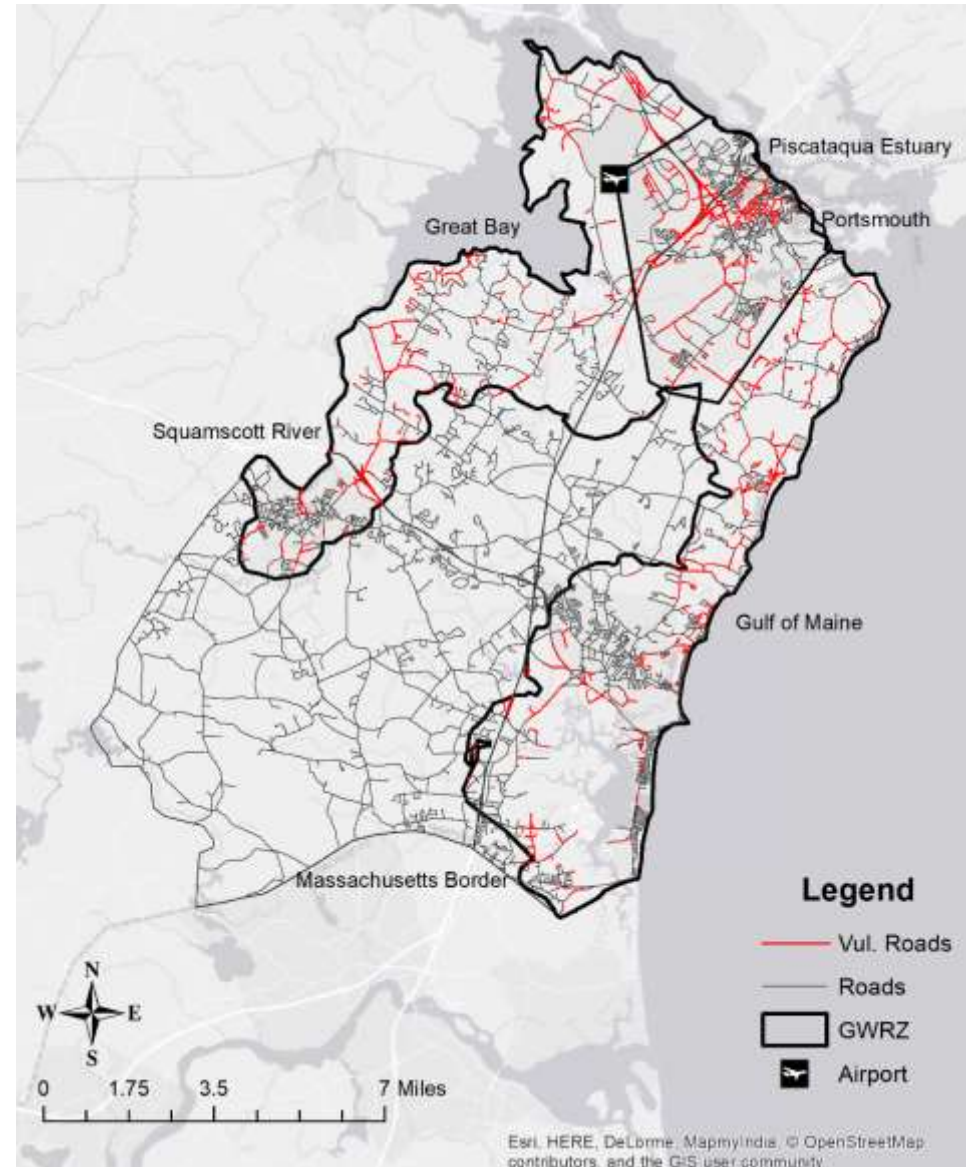 Piscataqua Estuary
Portsmouth
Great Bay
Squamscott River
Gulf of Maine
Massachusetts Border
Legend
Vul. Roads
Roads
GWRZ
Airport
N
W E
S
0 1.75 3.5 7 Miles
Esri, HERE, DeLorme, MapmyIndia, © OpenStreetMap
contributors, and the GIS user community